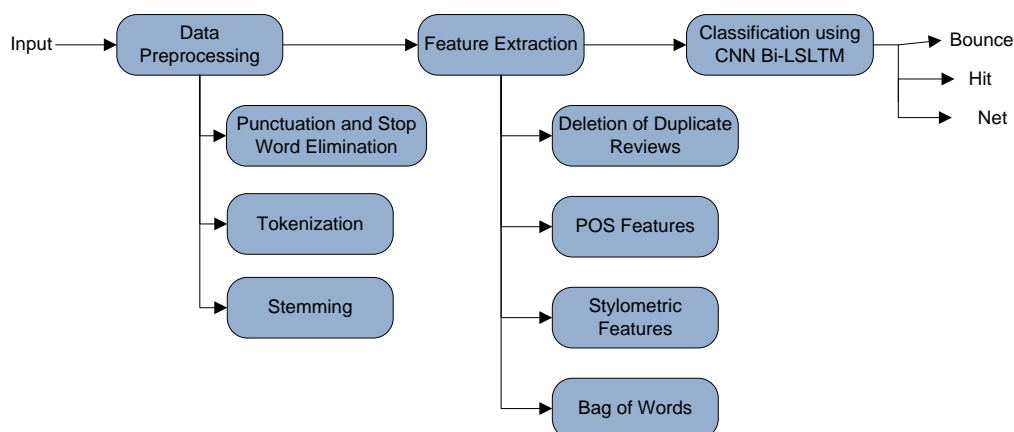 Input
Data
Preprocessing
Feature Extraction
Classification using
CNN Bi-LSLTM
Bounce
Hit
Net
Punctuation and Stop
Word Elimination
Tokenization
Stemming
Deletion of Duplicate
Reviews
POS Features
Stylometric
Features
Bag of Words